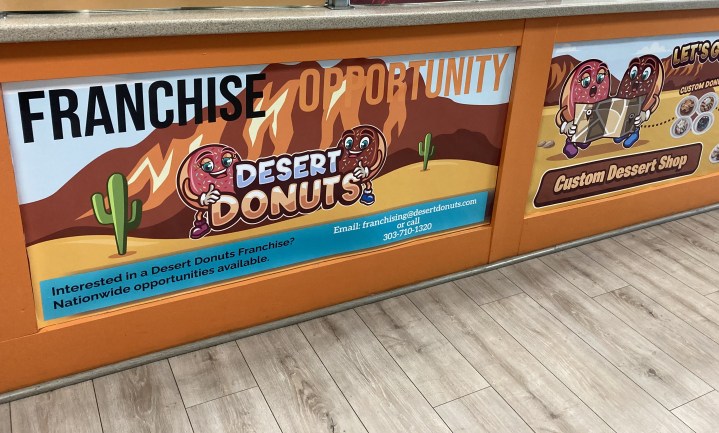 FRANCHISE OPPORTUNITY
DESERT
DONUTS
Interested in a Desert Donuts Franchise?
Nationwide opportunities available.
Email: franchising@desertdonuts.com
or call
303-710-1320
LET'S
CUSTOM
Custom Dessert Shop